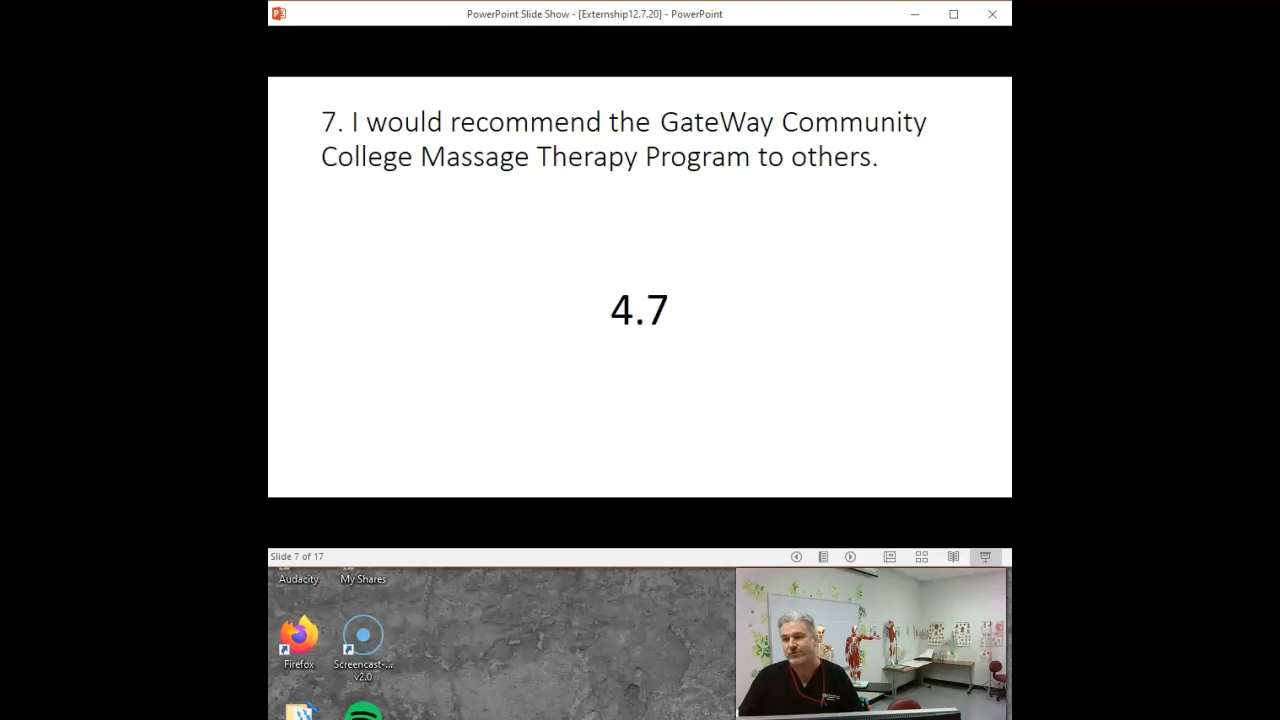 PowerPoint Slide Show - [Externship12.7.20] - PowerPoint
7. I would recommend the GateWay Community
College Massage Therapy Program to others.
4.7
Slide 7 of 17
Audacity
My Shares
Firefox
Screencast-...
v2.0